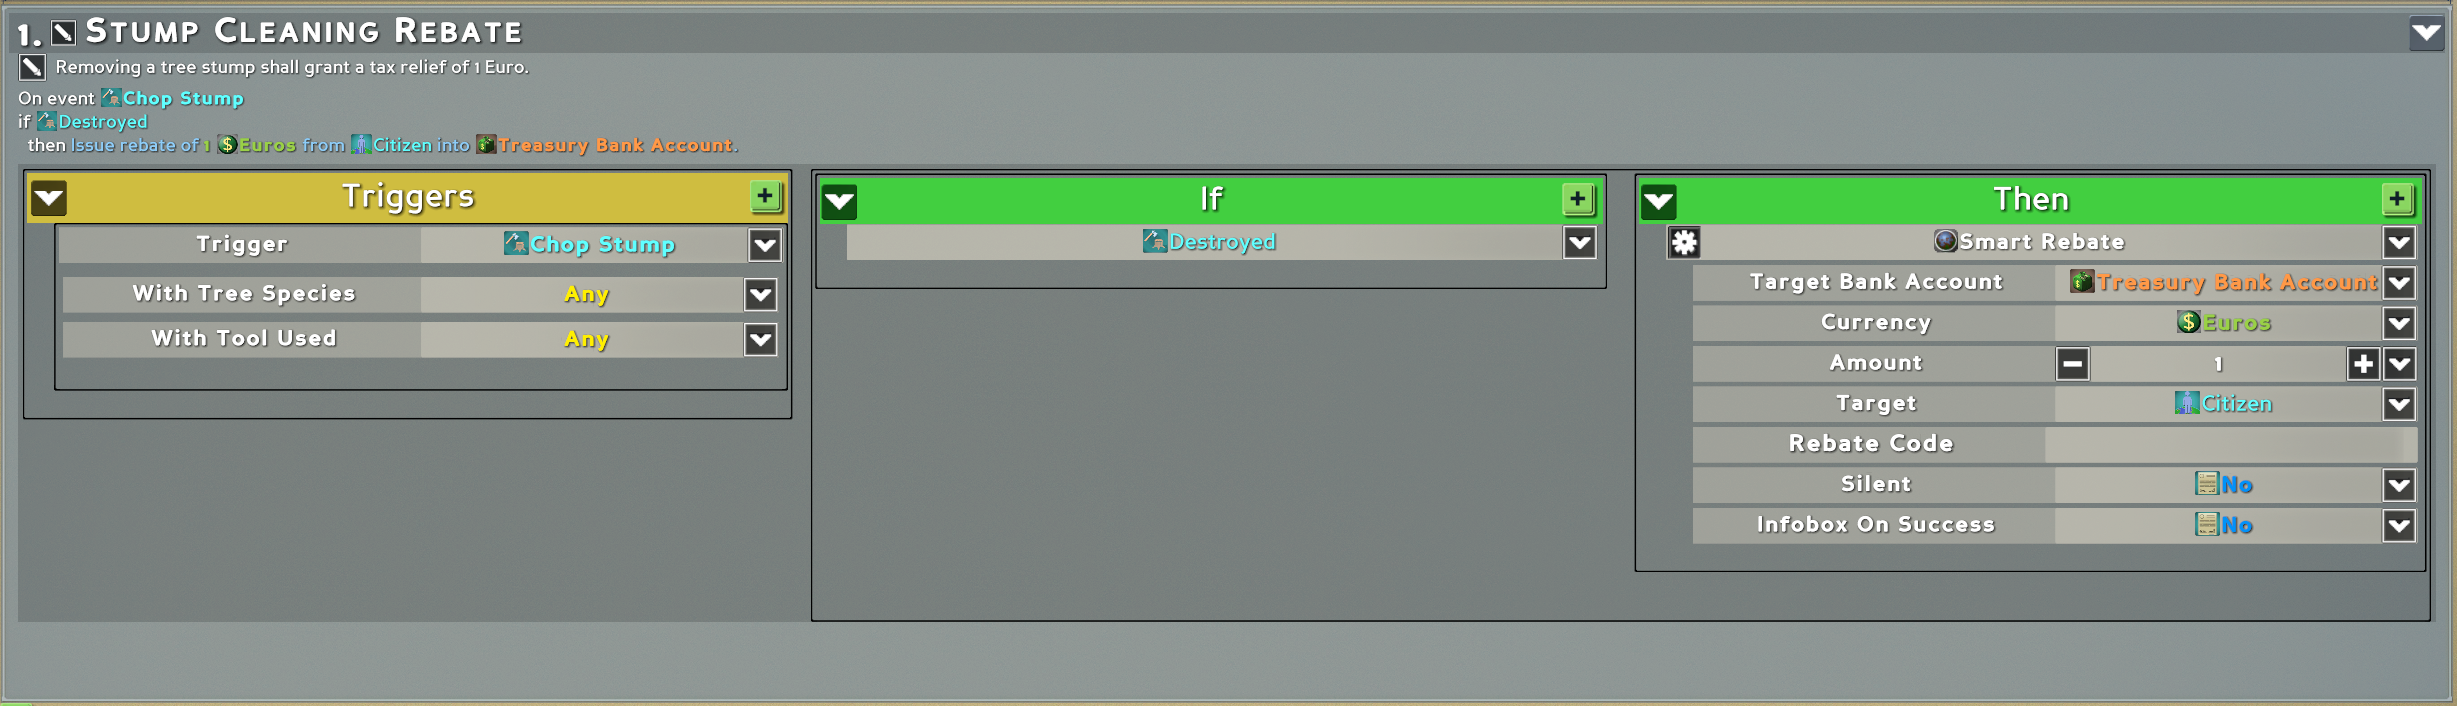 1. Stump Cleaning Rebate
Removing a tree stump shall grant a tax relief of 1 Euro.
On event Chop Stump
if Destroyed
then Issue rebate of 1 Euros from Citizen into Treasury Bank Account.
Triggers
Trigger Chop Stump
With Tree Species Any
With Tool Used Any
If
Destroyed
Then
Smart Rebate
Target Bank Account Treasury Bank Account
Currency Euros
Amount 1
Target Citizen
Rebate Code
Silent No
Infobox On Success No